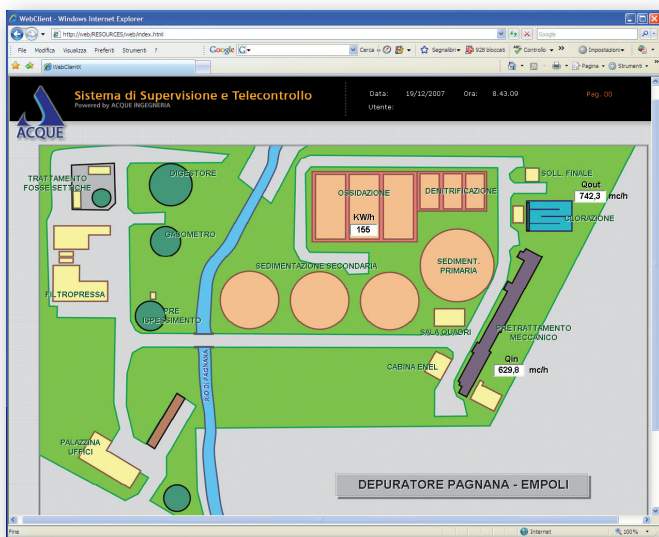 WebClient - Windows Internet Explorer
http://web/RESOURCES/web/index.html
Google
File Modifica Visualizza Preferiti Strumenti ?
Google G Cerca Segnalibri 928 bloccati Controllo » Impostazioni
WebClientX
Pagina Strumenti
Sistema di Supervisione e Telecontrollo
Powered by ACQUE INGEGNERIA
Data: 19/12/2007 Ora: 8.43.09 Pag. 00
Utente:
ACQUE
TRATTAMENTO
FOSSE SETTICHE
DIGESTORE
OSSIDAZIONE
DENITRIFICAZIONE
SOLL. FINALE
Qout
742,3 mc/h
CLORAZIONE
KW/h
155
GASOMETRO
SEDIMENTAZIONE SECONDARIA
SEDIMENT.
PRIMARIA
FILTROPRESSA
PRE
ISPESSIMENTO
SALA QUADRI
PRETRATTAMENTO
MECCANICO
RIO DI PAGNANA
CABINA ENEL
Qin
629,8 mc/h
PALAZZINA
UFFICI
DEPURATORE PAGNANA - EMPOLI
Fine
Internet
100%